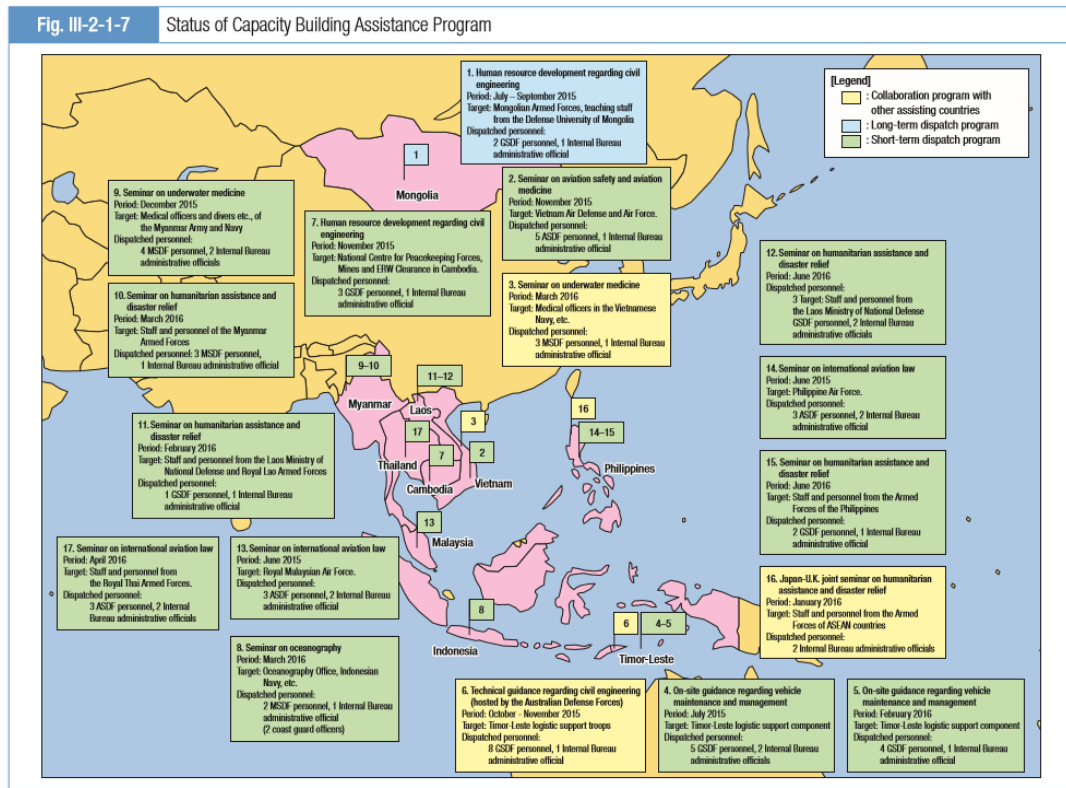 Fig. III-2-1-7
Status of Capacity Building Assistance Program
1. Human resource development regarding civil
engineering
Period: July – September 2015
Target: Mongolian Armed Forces, teaching staff
from the Defense University of Mongolia
Dispatched personnel:
2 GSDF personnel, 1 Internal Bureau
administrative official
[Legend]
: Collaboration program with
other assisting countries
: Long-term dispatch program
: Short-term dispatch program
1
Mongolia
9. Seminar on underwater medicine
Period: December 2015
Target: Medical officers and divers etc., of
the Myanmar Army and Navy
Dispatched personnel:
4 MSDF personnel, 2 Internal Bureau
administrative officials
7. Human resource development regarding civil
engineering
Period: November 2015
Target: National Centre for Peacekeeping Forces,
Mines and ERW Clearance in Cambodia.
Dispatched personnel:
3 GSDF personnel, 1 Internal Bureau
administrative official
2. Seminar on aviation safety and aviation
medicine
Period: November 2015
Target: Vietnam Air Defense and Air Force.
Dispatched personnel:
5 ASDF personnel, 1 Internal Bureau
administrative official
3. Seminar on underwater medicine
Period: March 2016
Target: Medical officers in the Vietnamese
Navy, etc.
Dispatched personnel:
3 MSDF personnel, 1 Internal Bureau
administrative official
12. Seminar on humanitarian assistance and
disaster relief
Period: June 2016
Dispatched personnel:
3 Target: Staff and personnel from
the Laos Ministry of National Defense
GSDF personnel, 2 Internal Bureau
administrative officials
10. Seminar on humanitarian assistance and
disaster relief
Period: March 2016
Target: Staff and personnel of the Myanmar
Armed Forces
Dispatched personnel: 3 MSDF personnel,
1 Internal Bureau administrative official
14. Seminar on international aviation law
Period: June 2015
Target: Philippine Air Force.
Dispatched personnel:
3 ASDF personnel, 2 Internal Bureau
administrative official
9–10
11–12
Myanmar
Laos
3
16
17
14–15
7
2
Thailand
Cambodia
Vietnam
Philippines
11. Seminar on humanitarian assistance and
disaster relief
Period: February 2016
Target: Staff and personnel from the Laos Ministry of
National Defense and Royal Lao Armed Forces
Dispatched personnel:
1 GSDF personnel, 1 Internal Bureau
administrative official
15. Seminar on humanitarian assistance and
disaster relief
Period: June 2016
Target: Staff and personnel from the Armed
Forces of the Philippines
Dispatched personnel:
2 GSDF personnel, 1 Internal Bureau
administrative official
13
Malaysia
17. Seminar on international aviation law
Period: April 2016
Target: Staff and personnel from
the Royal Thai Armed Forces.
Dispatched personnel:
3 ASDF personnel, 2 Internal
Bureau administrative officials
13. Seminar on international aviation law
Period: June 2015
Target: Royal Malaysian Air Force.
Dispatched personnel:
3 ASDF personnel, 2 Internal Bureau
administrative official
16. Japan-U.K. joint seminar on humanitarian
assistance and disaster relief
Period: January 2016
Target: Staff and personnel from the Armed
Forces of ASEAN countries
Dispatched personnel:
2 Internal Bureau administrative officials
8
6
4–5
Indonesia
Timor-Leste
8. Seminar on oceanography
Period: March 2016
Target: Oceanography Office, Indonesian
Navy, etc.
Dispatched personnel:
2 MSDF personnel, 1 Internal Bureau
administrative official
(2 coast guard officers)
6. Technical guidance regarding civil engineering
(hosted by the Australian Defense Forces)
Period: October - November 2015
Target: Timor-Leste logistic support troops
Dispatched personnel:
8 GSDF personnel, 1 Internal Bureau
administrative official
4. On-site guidance regarding vehicle
maintenance and management
Period: July 2015
Target: Timor-Leste logistic support component
Dispatched personnel:
5 GSDF personnel, 2 Internal Bureau
administrative officials
5. On-site guidance regarding vehicle
maintenance and management
Period: February 2016
Target: Timor-Leste logistic support component
Dispatched personnel:
4 GSDF personnel, 1 Internal Bureau
administrative official